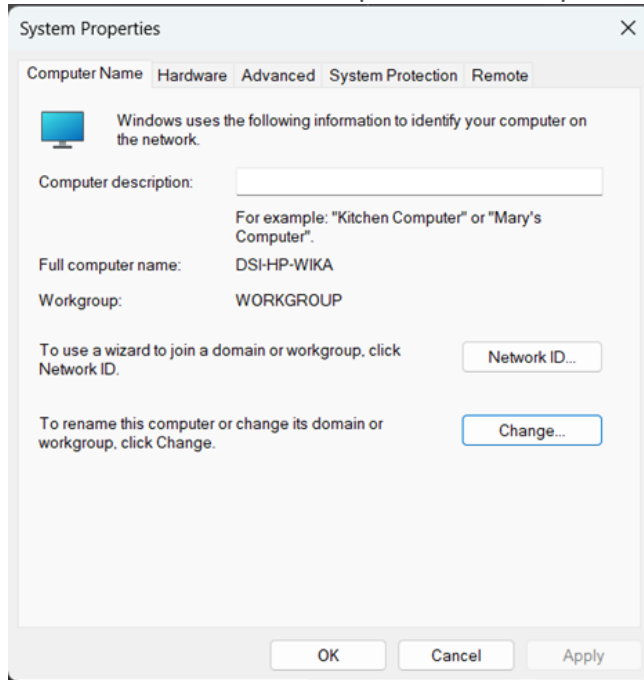 System Properties
Computer Name Hardware Advanced System Protection Remote
Windows uses the following information to identify your computer on
the network.
Computer description:
For example: "Kitchen Computer" or "Mary's
Computer".
Full computer name: DSI-HP-WIKA
Workgroup: WORKGROUP
To use a wizard to join a domain or workgroup, click
Network ID.
Network ID...
To rename this computer or change its domain or
workgroup, click Change.
Change...
OK Cancel Apply